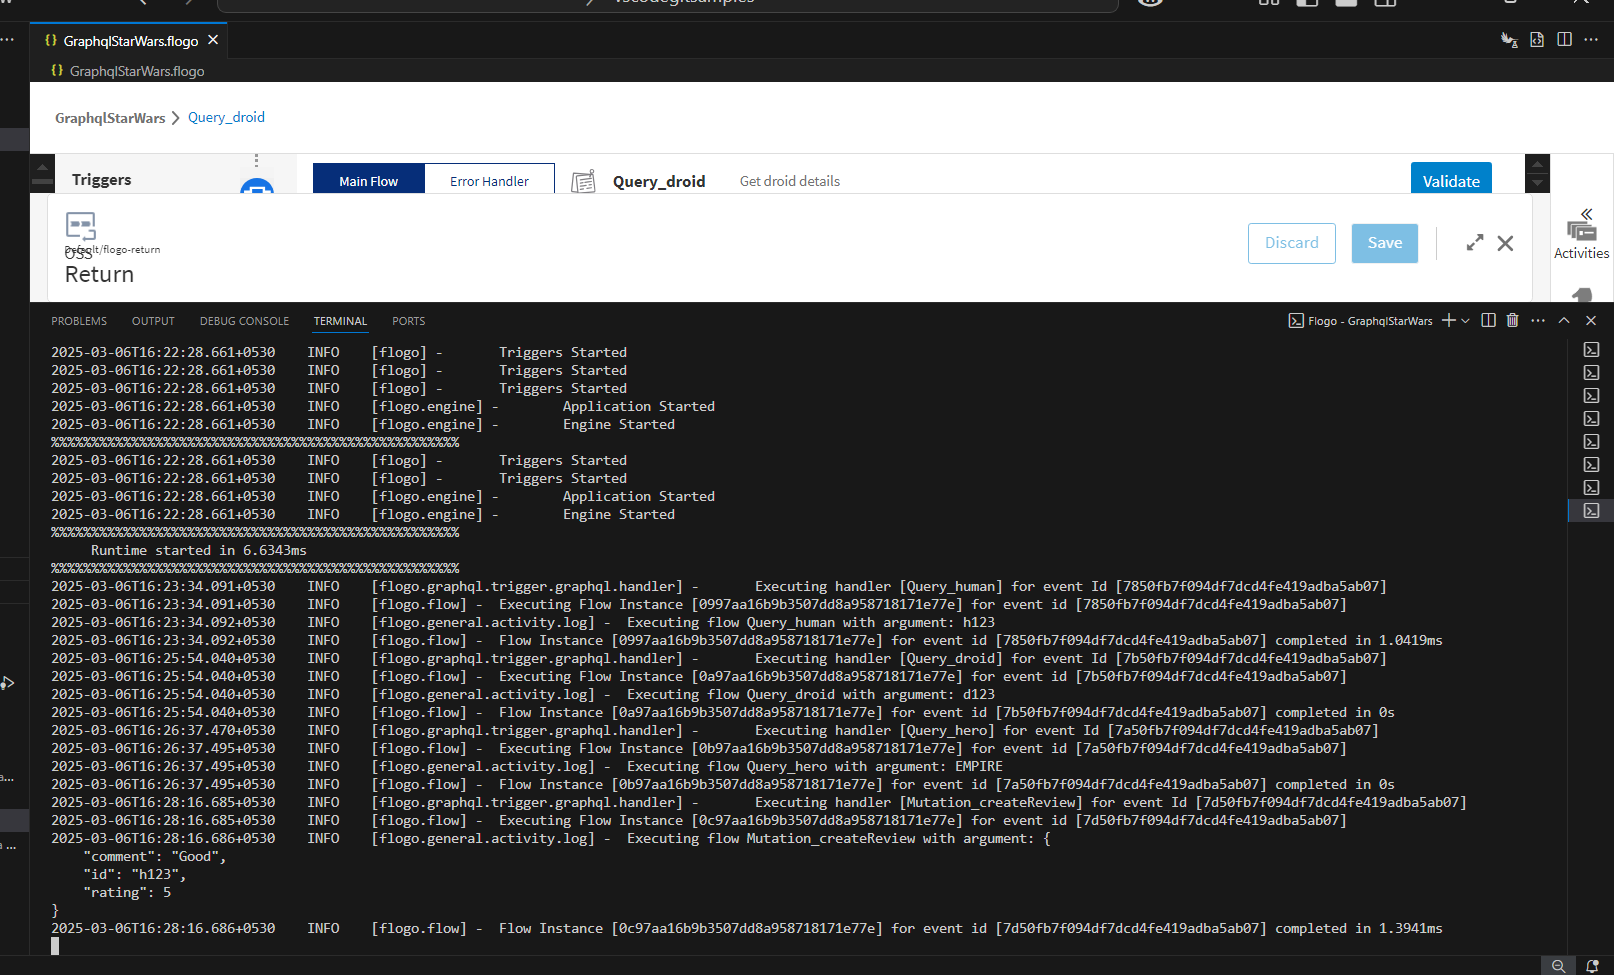 GraphqlStarWars.flogo
GraphqlStarWars.flogo
GraphqlStarWars > Query_droid
Triggers
Main Flow
Error Handler
Query_droid
Get droid details
Validate
Default/flogo-return
OSS
Return
Discard
Save
Activities
PROBLEMS OUTPUT DEBUG CONSOLE TERMINAL PORTS
Flogo - GraphqlStarWars
2025-03-06T16:22:28.661+0530 INFO [flogo] - Triggers Started
2025-03-06T16:22:28.661+0530 INFO [flogo] - Triggers Started
2025-03-06T16:22:28.661+0530 INFO [flogo] - Triggers Started
2025-03-06T16:22:28.661+0530 INFO [flogo.engine] - Application Started
2025-03-06T16:22:28.661+0530 INFO [flogo.engine] - Engine Started
%%%%%%%%%%%%%%%%%%%%%%%%%%%%%%%%%%%%%%%%%%%%%%%%%%%
2025-03-06T16:22:28.661+0530 INFO [flogo] - Triggers Started
2025-03-06T16:22:28.661+0530 INFO [flogo] - Triggers Started
2025-03-06T16:22:28.661+0530 INFO [flogo.engine] - Application Started
2025-03-06T16:22:28.661+0530 INFO [flogo.engine] - Engine Started
%%%%%%%%%%%%%%%%%%%%%%%%%%%%%%%%%%%%%%%%%%%%%%%%%%%
Runtime started in 6.6343ms
%%%%%%%%%%%%%%%%%%%%%%%%%%%%%%%%%%%%%%%%%%%%%%%%%%%
2025-03-06T16:23:34.091+0530 INFO [flogo.graphql.trigger.graphql.handler] - Executing handler [Query_human] for event Id [7850fb7f094df7dcd4fe419adba5ab07]
2025-03-06T16:23:34.091+0530 INFO [flogo.flow] - Executing Flow Instance [0997aa16b9b3507dd8a958718171e77e] for event id [7850fb7f094df7dcd4fe419adba5ab07]
2025-03-06T16:23:34.092+0530 INFO [flogo.general.activity.log] - Executing flow Query_human with argument: h123
2025-03-06T16:23:34.092+0530 INFO [flogo.flow] - Flow Instance [0997aa16b9b3507dd8a958718171e77e] for event id [7850fb7f094df7dcd4fe419adba5ab07] completed in 1.0419ms
2025-03-06T16:25:54.040+0530 INFO [flogo.graphql.trigger.graphql.handler] - Executing handler [Query_droid] for event Id [7b50fb7f094df7dcd4fe419adba5ab07]
2025-03-06T16:25:54.040+0530 INFO [flogo.flow] - Executing Flow Instance [0a97aa16b9b3507dd8a958718171e77e] for event id [7b50fb7f094df7dcd4fe419adba5ab07]
2025-03-06T16:25:54.040+0530 INFO [flogo.general.activity.log] - Executing flow Query_droid with argument: d123
2025-03-06T16:25:54.040+0530 INFO [flogo.flow] - Flow Instance [0a97aa16b9b3507dd8a958718171e77e] for event id [7b50fb7f094df7dcd4fe419adba5ab07] completed in 0s
2025-03-06T16:26:37.470+0530 INFO [flogo.graphql.trigger.graphql.handler] - Executing handler [Query_hero] for event Id [7a50fb7f094df7dcd4fe419adba5ab07]
2025-03-06T16:26:37.495+0530 INFO [flogo.flow] - Executing Flow Instance [0b97aa16b9b3507dd8a958718171e77e] for event id [7a50fb7f094df7dcd4fe419adba5ab07]
2025-03-06T16:26:37.495+0530 INFO [flogo.general.activity.log] - Executing flow Query_hero with argument: EMPIRE
2025-03-06T16:26:37.495+0530 INFO [flogo.flow] - Flow Instance [0b97aa16b9b3507dd8a958718171e77e] for event id [7a50fb7f094df7dcd4fe419adba5ab07] completed in 0s
2025-03-06T16:28:16.685+0530 INFO [flogo.graphql.trigger.graphql.handler] - Executing handler [Mutation_createReview] for event Id [7d50fb7f094df7dcd4fe419adba5ab07]
2025-03-06T16:28:16.685+0530 INFO [flogo.flow] - Executing Flow Instance [0c97aa16b9b3507dd8a958718171e77e] for event id [7d50fb7f094df7dcd4fe419adba5ab07]
2025-03-06T16:28:16.686+0530 INFO [flogo.general.activity.log] - Executing flow Mutation_createReview with argument: {
"comment": "Good",
"id": "h123",
"rating": 5
}
2025-03-06T16:28:16.686+0530 INFO [flogo.flow] - Flow Instance [0c97aa16b9b3507dd8a958718171e77e] for event id [7d50fb7f094df7dcd4fe419adba5ab07] completed in 1.3941ms